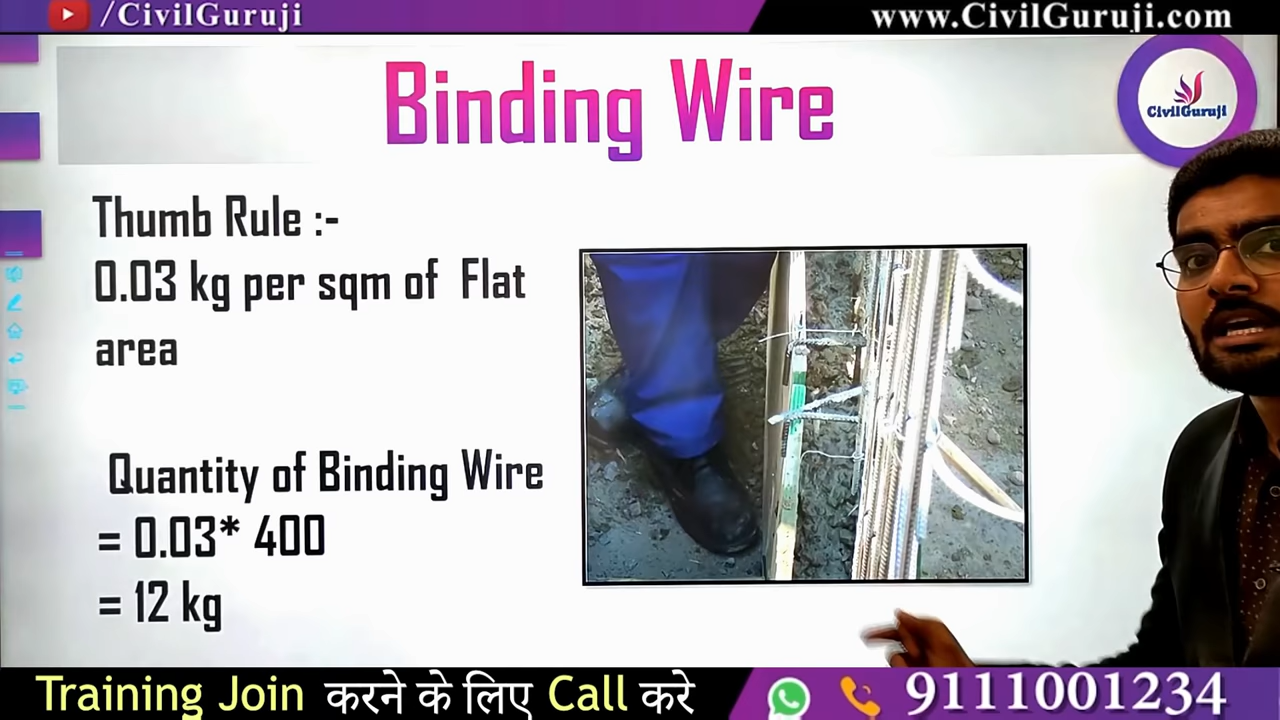 /CivilGuruji
www.CivilGuruji.com
Binding Wire
CivilGuruji
Thumb Rule :-
0.03 kg per sqm of Flat
area
Quantity of Binding Wire
= 0.03* 400
= 12 kg
Training Join करने के लिए Call करे
9111001234